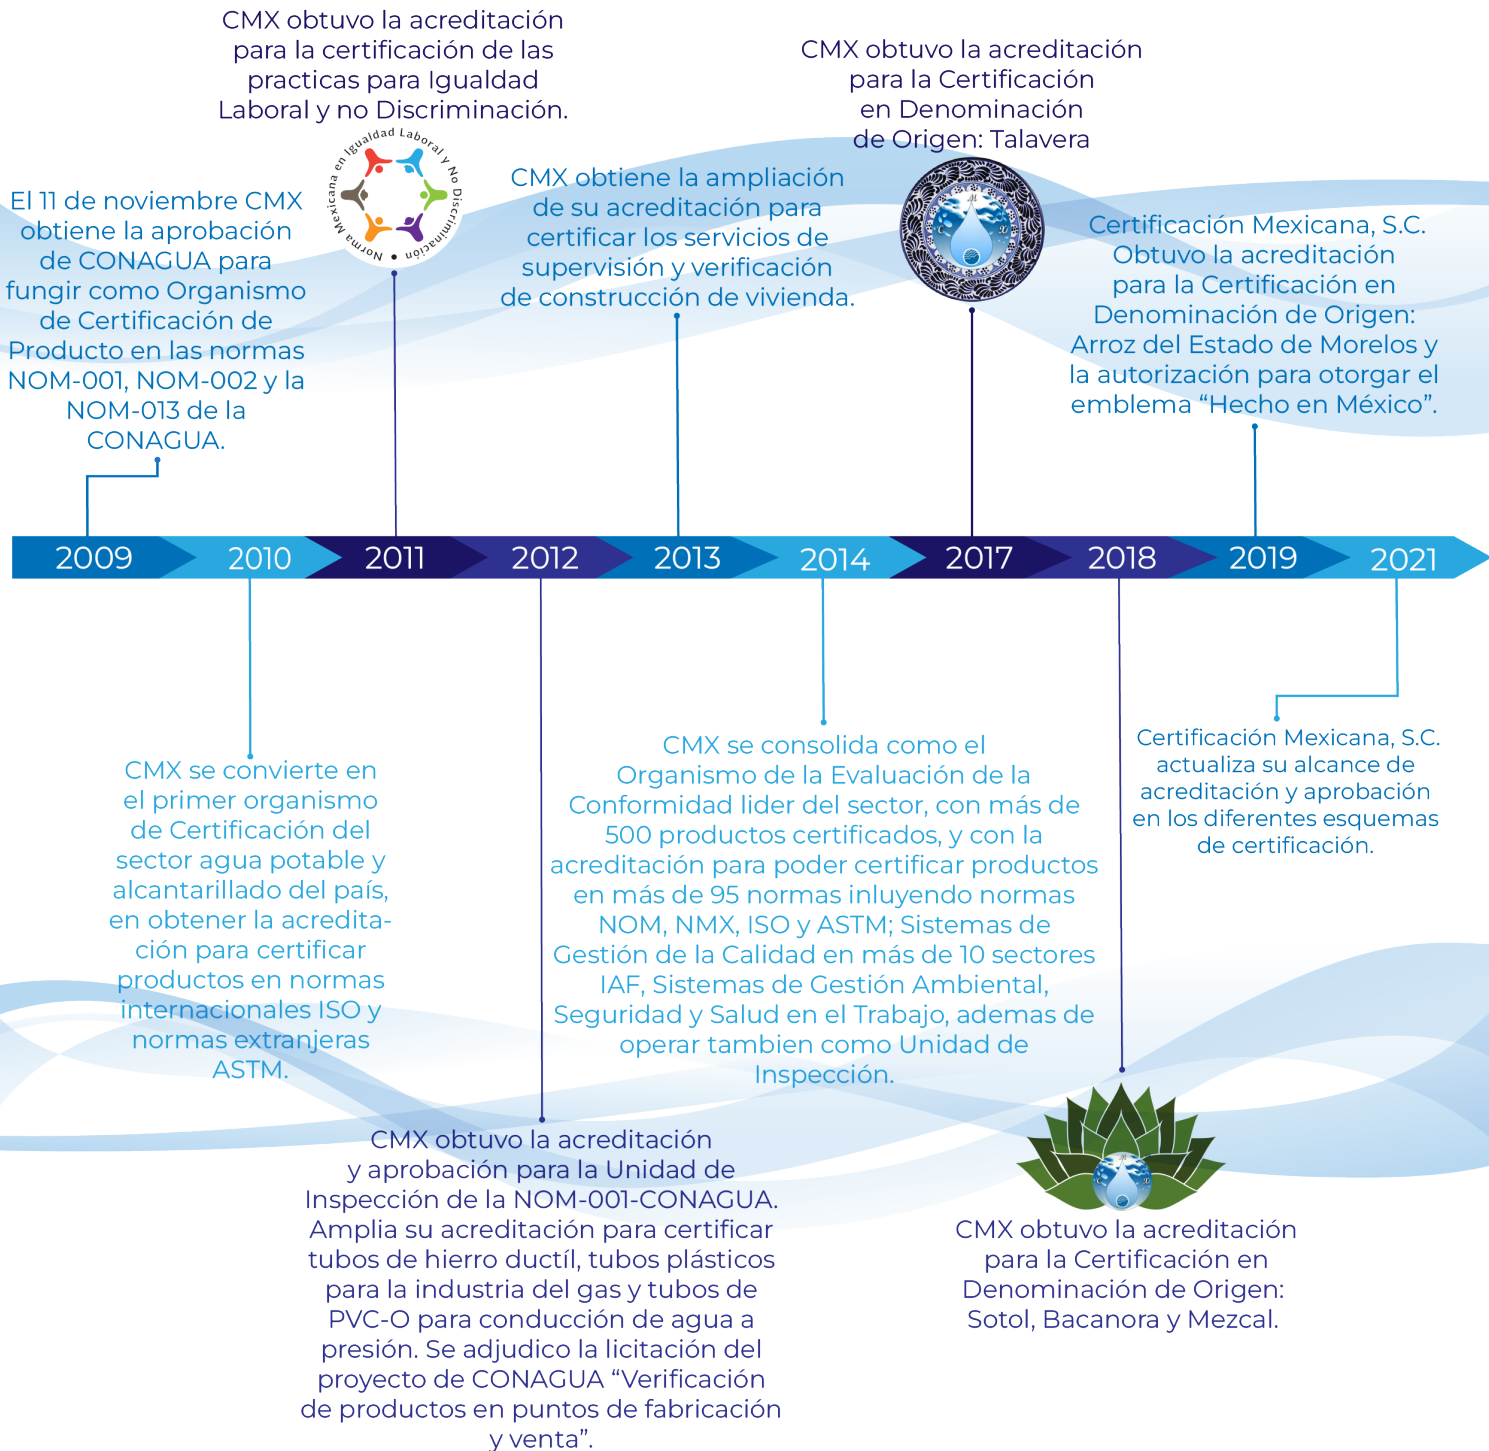 CMX obtuvo la acreditación
para la certificación de las
practicas para Igualdad
Laboral y no Discriminación.
Norma Mexicana en Igualdad Laboral y No Discriminación •
CMX obtuvo la acreditación
para la Certificación
en Denominación
de Origen: Talavera
M
C X
El 11 de noviembre CMX
obtiene la aprobación
de CONAGUA para
fungir como Organismo
de Certificación de
Producto en las normas
NOM-001, NOM-002 y la
NOM-013 de la
CONAGUA.
CMX obtiene la ampliación
de su acreditación para
certificar los servicios de
supervisión y verificación
de construcción de vivienda.
Certificación Mexicana, S.C.
Obtuvo la acreditación
para la Certificación en
Denominación de Origen:
Arroz del Estado de Morelos y
la autorización para otorgar el
emblema “Hecho en México”.
2009 2010 2011 2012 2013 2014 2017 2018 2019 2021
CMX se convierte en
el primer organismo
de Certificación del
sector agua potable y
alcantarillado del país,
en obtener la acredita-
ción para certificar
productos en normas
internacionales ISO y
normas extranjeras
ASTM.
CMX se consolida como el
Organismo de la Evaluación de la
Conformidad lider del sector, con más de
500 productos certificados, y con la
acreditación para poder certificar productos
en más de 95 normas inluyendo normas
NOM, NMX, ISO y ASTM; Sistemas de
Gestión de la Calidad en más de 10 sectores
IAF, Sistemas de Gestión Ambiental,
Seguridad y Salud en el Trabajo, ademas de
operar tambien como Unidad de
Inspección.
Certificación Mexicana, S.C.
actualiza su alcance de
acreditación y aprobación
en los diferentes esquemas
de certificación.
CMX obtuvo la acreditación
y aprobación para la Unidad de
Inspección de la NOM-001-CONAGUA.
Amplia su acreditación para certificar
tubos de hierro ductíl, tubos plásticos
para la industria del gas y tubos de
PVC-O para conducción de agua a
presión. Se adjudico la licitación del
proyecto de CONAGUA “Verificación
de productos en puntos de fabricación
y venta”.
M
C X
CMX obtuvo la acreditación
para la Certificación en
Denominación de Origen:
Sotol, Bacanora y Mezcal.